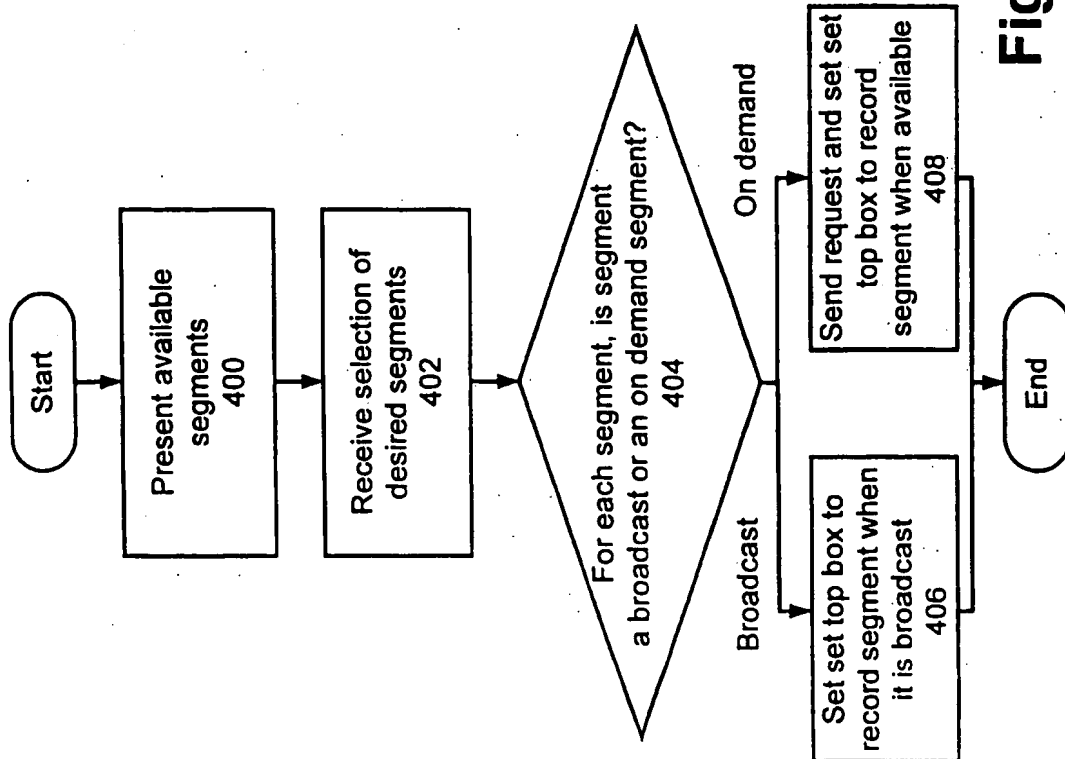 Start
Present available
segments
400
Receive selection of
desired segments
402
For each segment, is segment
a broadcast or an on demand segment?
404
Broadcast
On demand
Set set top box to
record segment when
it is broadcast
406
Send request and set set
top box to record
segment when available
408
End